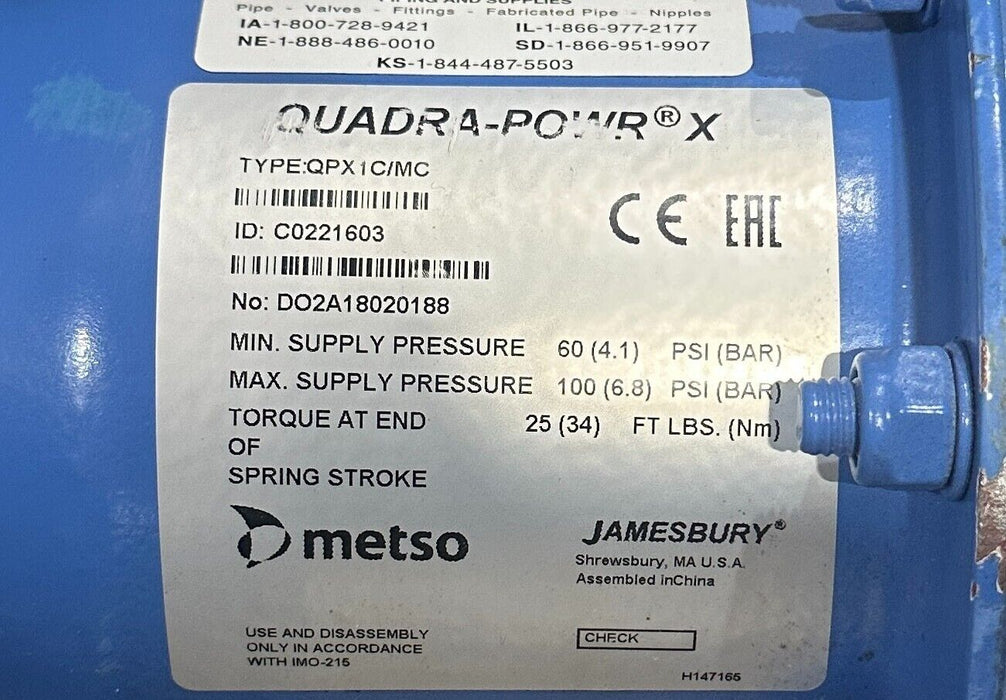 PIPING AND SUPPLIES
Pipe - Valves - Fittings - Fabricated Pipe - Nipples
IA-1-800-728-9421 IL-1-866-977-2177
NE-1-888-486-0010 SD-1-866-951-9907
KS-1-844-487-5503
QUADRA-POWR® X
TYPE:QPX1C/MC
ID: C0221603
CE EAC
No: DO2A18020188
MIN. SUPPLY PRESSURE 60 (4.1) PSI (BAR)
MAX. SUPPLY PRESSURE 100 (6.8) PSI (BAR)
TORQUE AT END 25 (34) FT LBS. (Nm)
OF
SPRING STROKE
metso
JAMESBURY®
Shrewsbury, MA U.S.A.
Assembled inChina
USE AND DISASSEMBLY
ONLY IN ACCORDANCE
WITH IMO-215
CHECK
H147165